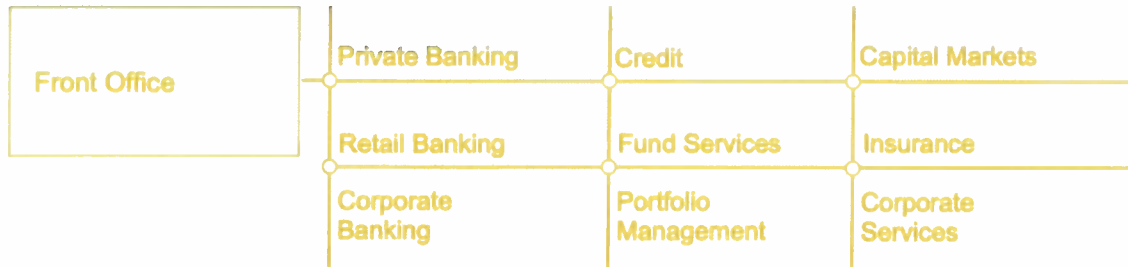 Front Office
Private Banking
Credit
Capital Markets
Retail Banking
Fund Services
Insurance
Corporate
Banking
Portfolio
Management
Corporate
Services